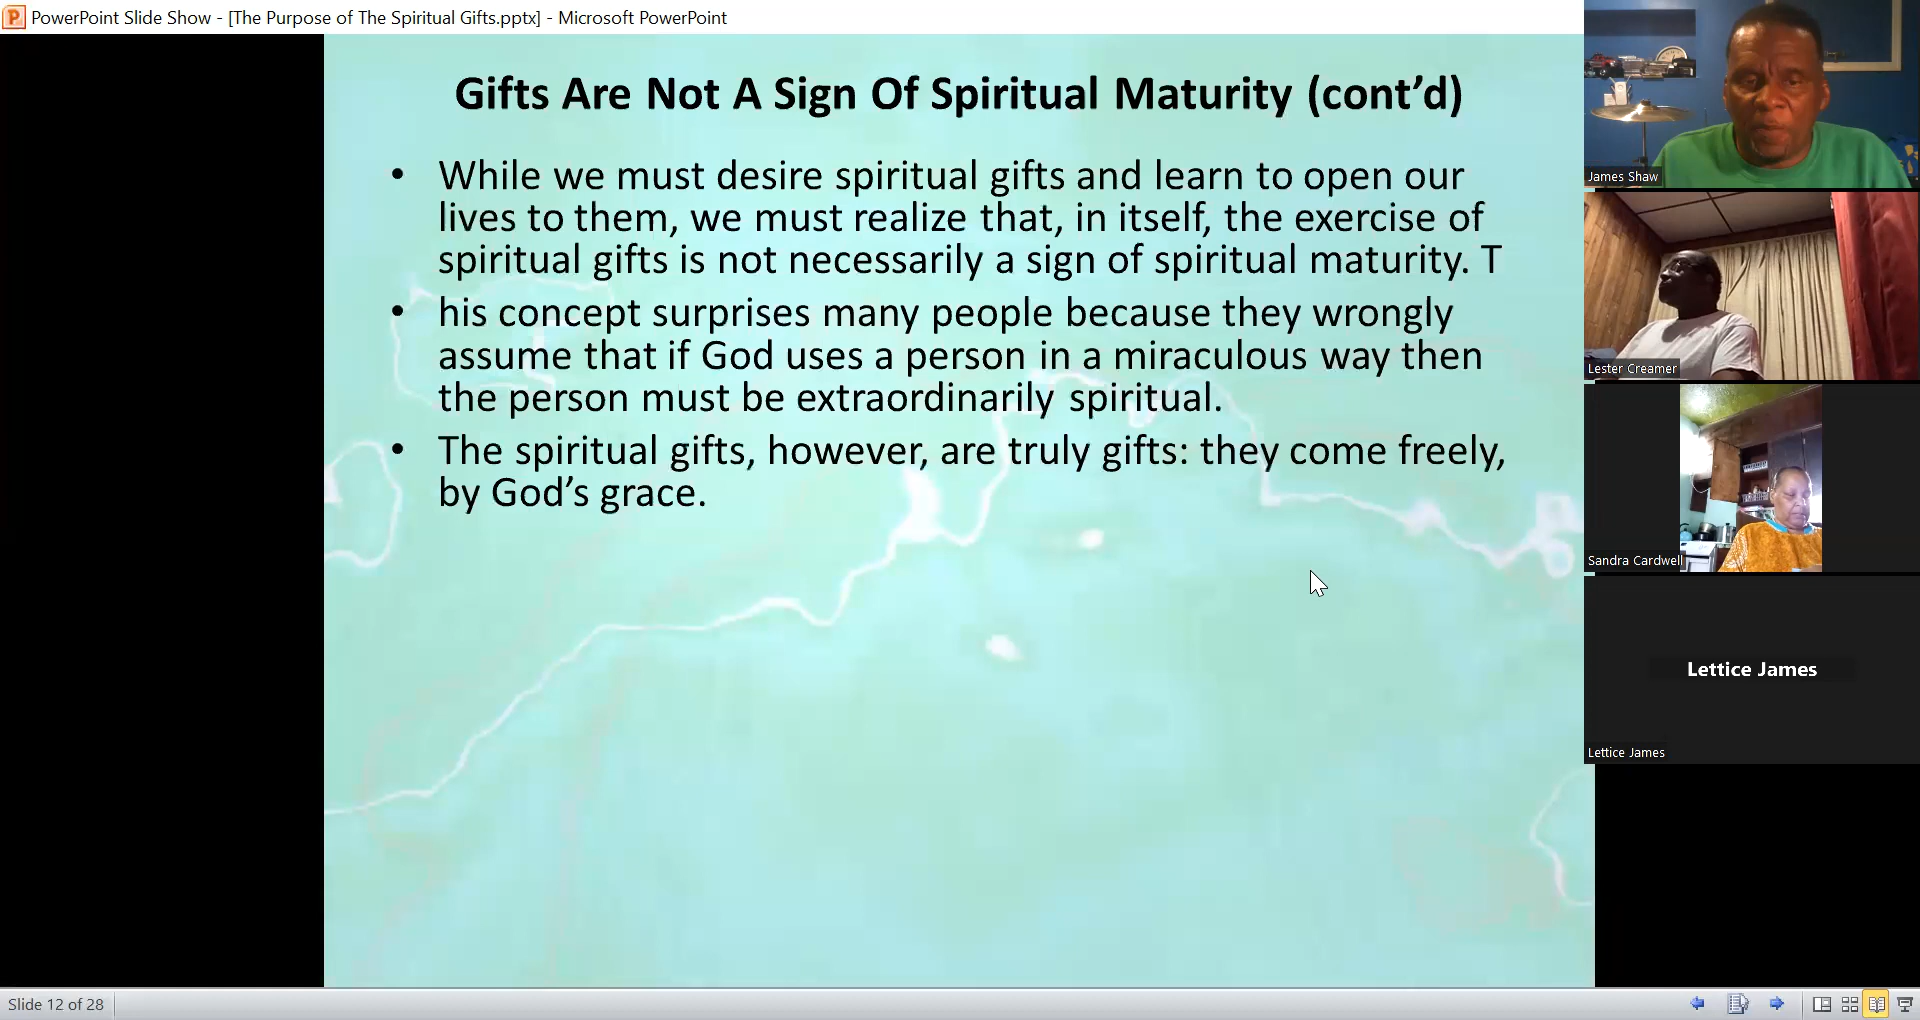 PowerPoint Slide Show - [The Purpose of The Spiritual Gifts.pptx] - Microsoft PowerPoint
Gifts Are Not A Sign Of Spiritual Maturity (cont’d)
• While we must desire spiritual gifts and learn to open our
lives to them, we must realize that, in itself, the exercise of
spiritual gifts is not necessarily a sign of spiritual maturity. T
• his concept surprises many people because they wrongly
assume that if God uses a person in a miraculous way then
the person must be extraordinarily spiritual.
• The spiritual gifts, however, are truly gifts: they come freely,
by God’s grace.
James Shaw
Lester Creamer
Sandra Cardwell
Lettice James
Lettice James
Slide 12 of 28